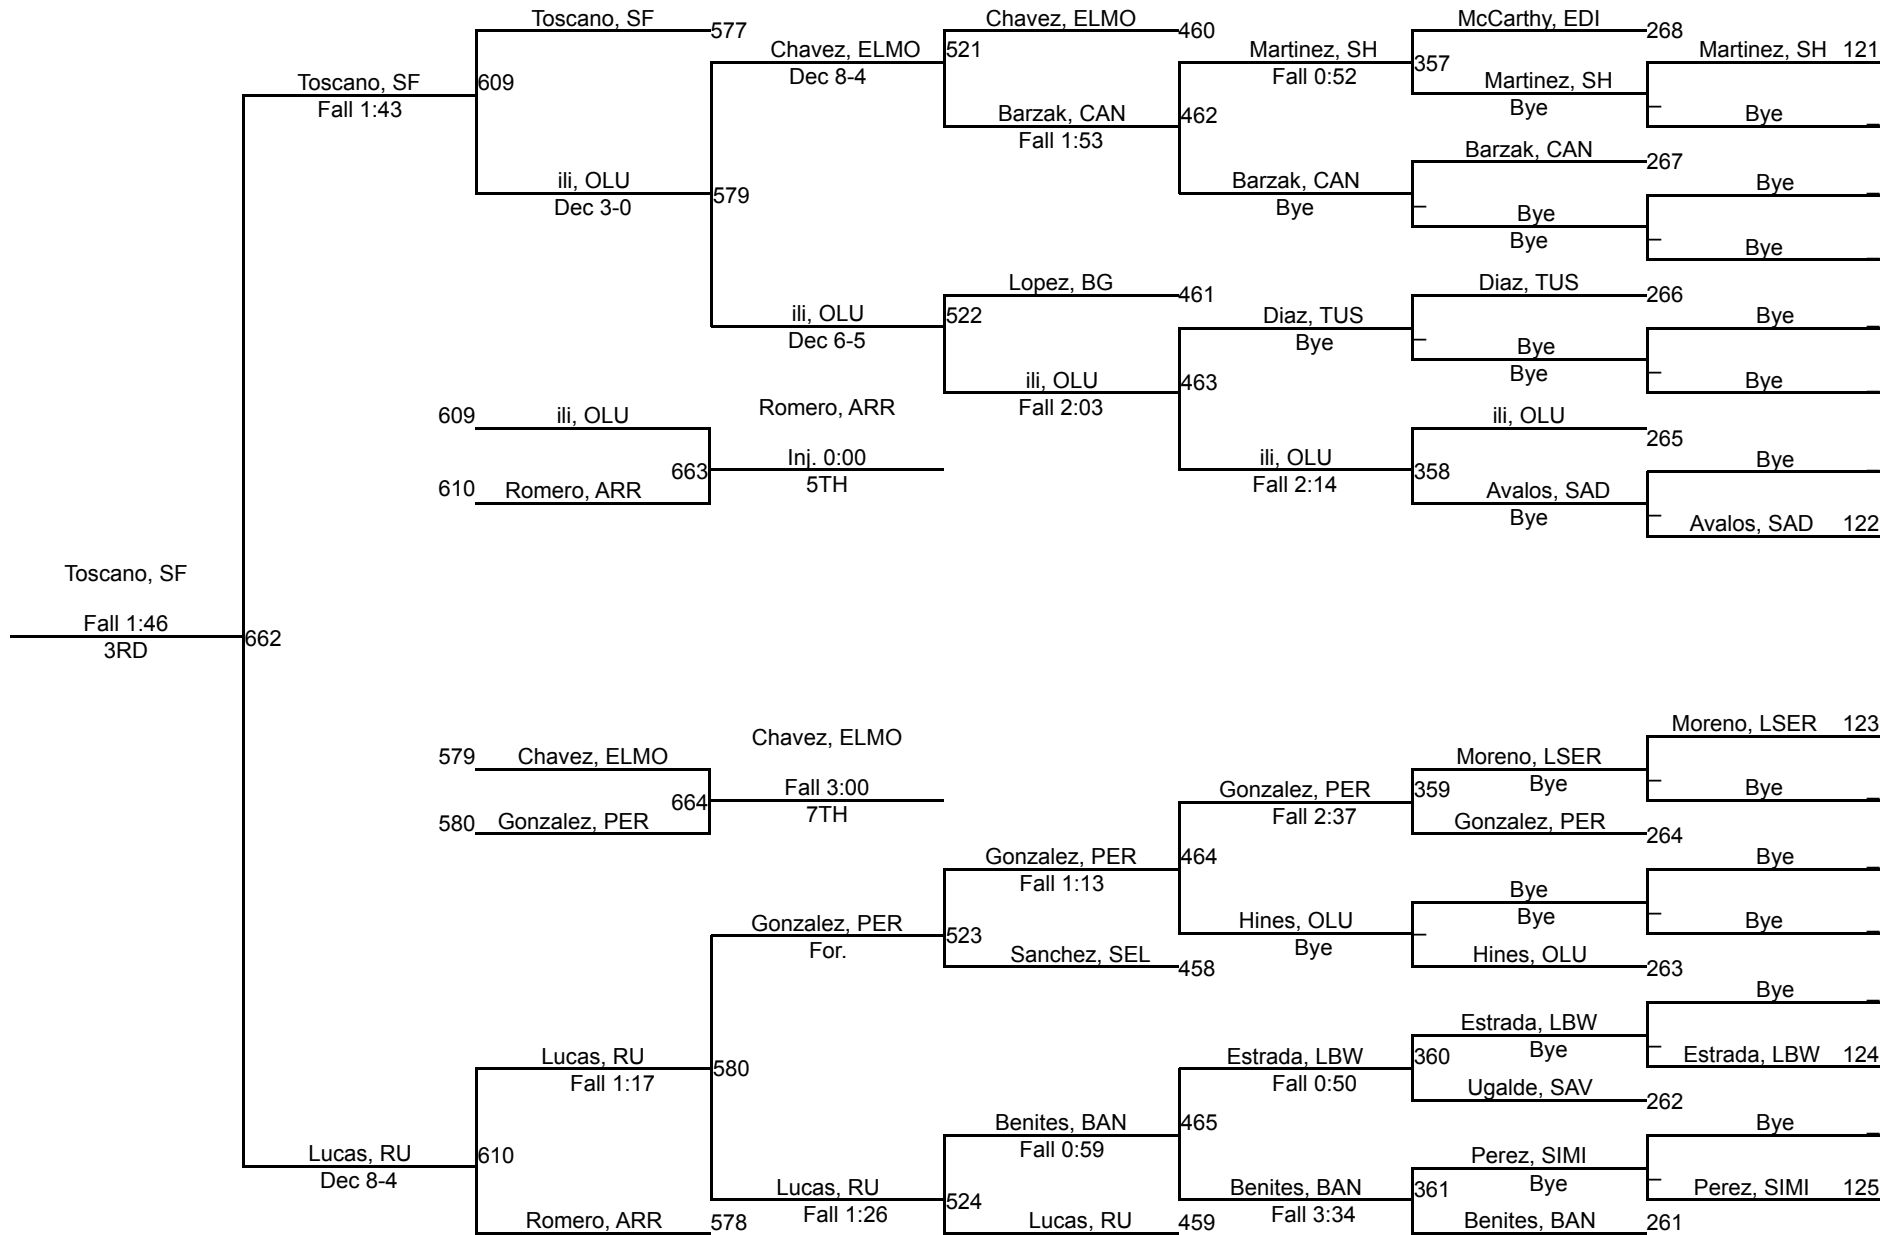 Toscano, SF
577
Chavez, ELMO
460
McCarthy, EDI
268
Chavez, ELMO
Dec 8-4
521
Martinez, SH
Fall 0:52
357
Martinez, SH 121
Toscano, SF
Fall 1:43
609
Martinez, SH
Bye
Bye
Barzak, CAN
Fall 1:53
462
Barzak, CAN
267
ili, OLU
Dec 3-0
579
Barzak, CAN
Bye
Bye
Bye
Bye
Bye
Lopez, BG
461
Diaz, TUS
266
ili, OLU
Dec 6-5
522
Diaz, TUS
Bye
Bye
Bye
Bye
Bye
ili, OLU
Fall 2:03
463
609
ili, OLU
Romero, ARR
ili, OLU
265
663
Inj. 0:00
5TH
ili, OLU
Fall 2:14
358
Bye
610
Romero, ARR
Avalos, SAD
Bye
Avalos, SAD 122
Toscano, SF
Fall 1:46
3RD
662
Moreno, LSER 123
579
Chavez, ELMO
Chavez, ELMO
Moreno, LSER
Bye
664
Fall 3:00
7TH
Gonzalez, PER
Fall 2:37
359
Bye
580
Gonzalez, PER
Gonzalez, PER
264
Gonzalez, PER
Fall 1:13
464
Bye
Bye
Bye
Gonzalez, PER
For.
523
Hines, OLU
Bye
Bye
Sanchez, SEL
458
Hines, OLU
263
Bye
Estrada, LBW
Bye
Lucas, RU
Fall 1:17
580
Estrada, LBW
Fall 0:50
360
Estrada, LBW 124
Ugalde, SAV
262
Benites, BAN
Fall 0:59
465
Bye
Lucas, RU
Dec 8-4
610
Perez, SIMI
Bye
Lucas, RU
Fall 1:26
524
Benites, BAN
Fall 3:34
361
Perez, SIMI 125
Romero, ARR
578
Lucas, RU
459
Benites, BAN
261